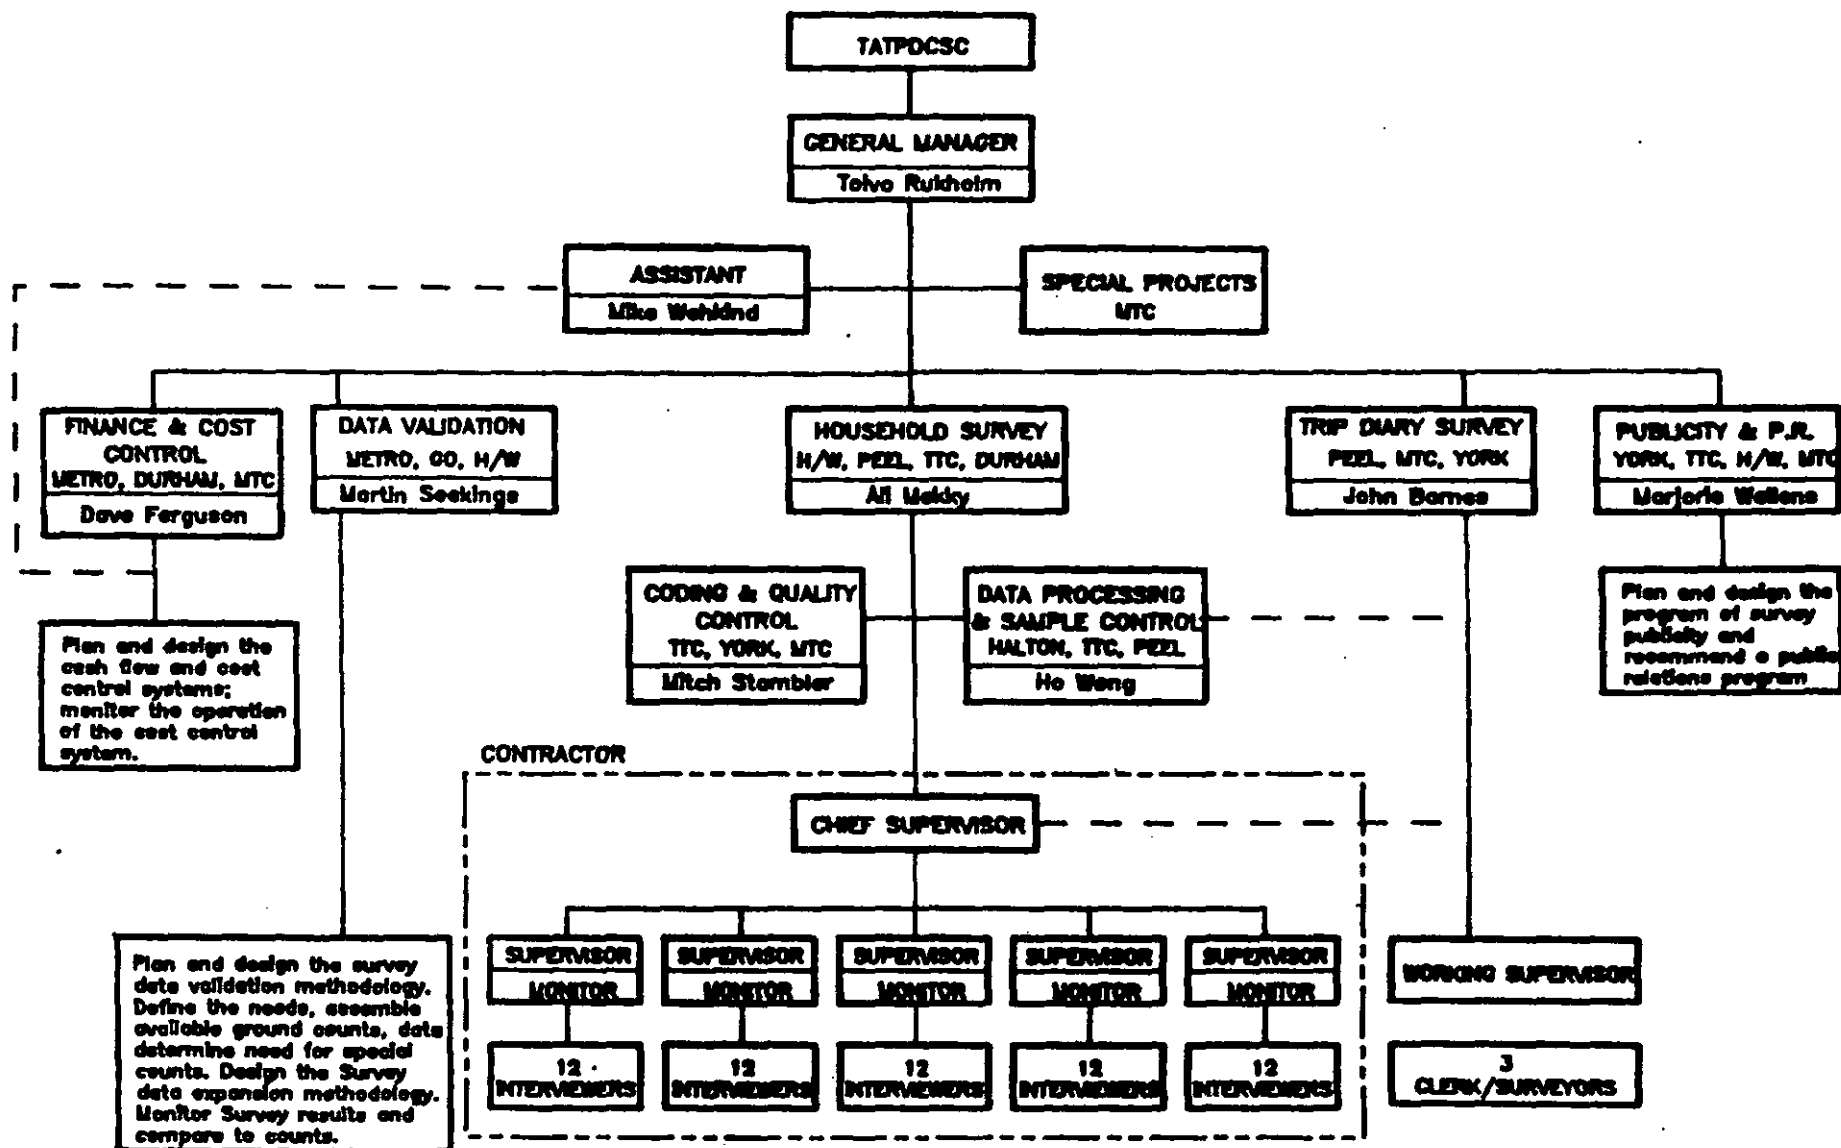 TATPDCSC
GENERAL MANAGER
Toivo Rukholm
ASSISTANT
Mike Wehkind
SPECIAL PROJECTS
MTC
FINANCE & COST
CONTROL
METRO, DURHAM, MTC
Dave Ferguson
DATA VALIDATION
METRO, GO, H/W
Martin Seekings
HOUSEHOLD SURVEY
H/W, PEEL, TTC, DURHAM
Ali Mekky
TRIP DIARY SURVEY
PEEL, MTC, YORK
John Barnes
PUBLICITY & P.R.
YORK, TTC, H/W, MTC
Marjorie Wallens
CODING & QUALITY
CONTROL
TTC, YORK, MTC
Mitch Stambler
DATA PROCESSING
& SAMPLE CONTROL
HALTON, TTC, PEEL
Ho Wong
Plan and design the
cash flow and cost
control systems;
monitor the operation
of the cost control
system.
Plan and design the
program of survey
publicity and
recommend a public
relations program
CONTRACTOR
CHIEF SUPERVISOR
SUPERVISOR
MONITOR
12
INTERVIEWERS
SUPERVISOR
MONITOR
12
INTERVIEWERS
SUPERVISOR
MONITOR
12
INTERVIEWERS
SUPERVISOR
MONITOR
12
INTERVIEWERS
SUPERVISOR
MONITOR
12
INTERVIEWERS
WORKING SUPERVISOR
3
CLERK/SURVEYORS
Plan and design the survey
data validation methodology.
Define the needs, assemble
available ground counts, data
determine need for special
counts. Design the Survey
data expansion methodology.
Monitor Survey results and
compare to counts.